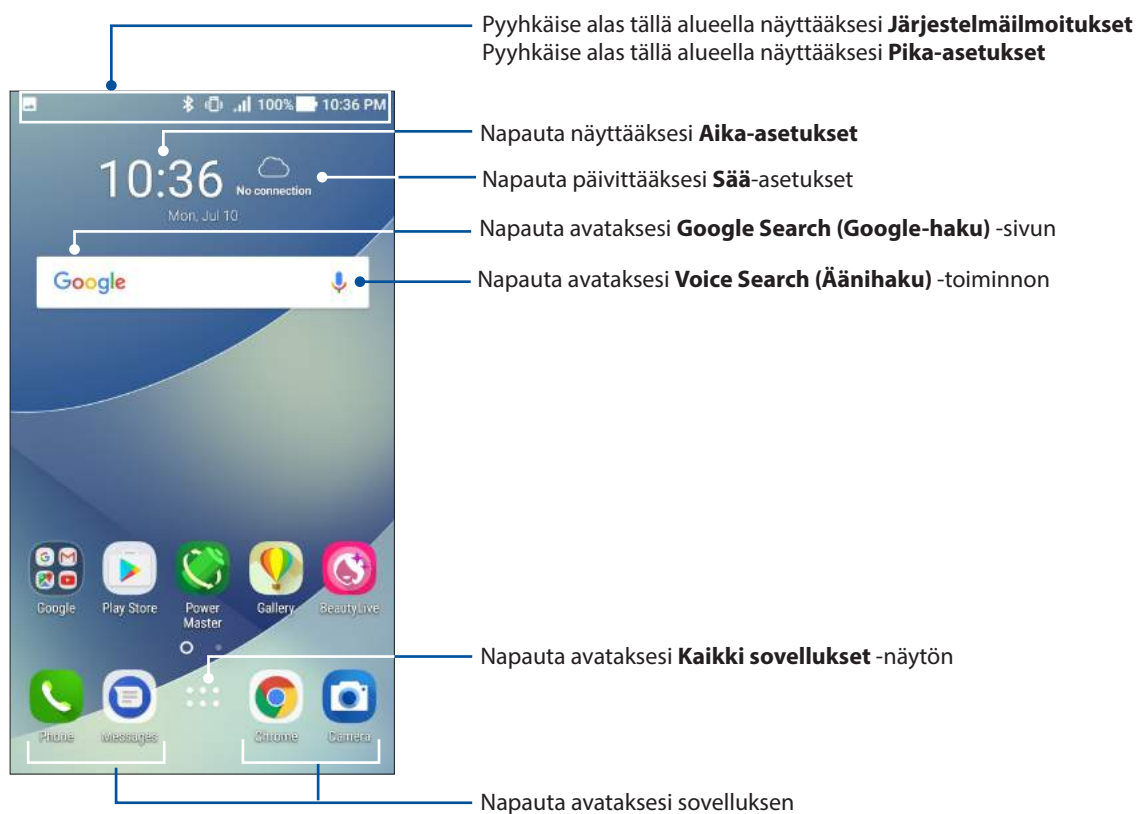 Pyyhkäise alas tällä alueella näyttääksesi Järjestelmäilmoitukset
Pyyhkäise alas tällä alueella näyttääksesi Pika-asetukset
100% 10:36 PM
Napauta näyttääksesi Aika-asetukset
10:36
No connection
Napauta päivittääksesi Sää-asetukset
Mon, Jul 10
Napauta avataksesi Google Search (Google-haku) -sivun
Google
Napauta avataksesi Voice Search (Äänihaku) -toiminnon
Google Play Store Power Master Gallery BeautyLive
Napauta avataksesi Kaikki sovellukset -näytön
Phone Messages Chrome Camera
Napauta avataksesi sovelluksen